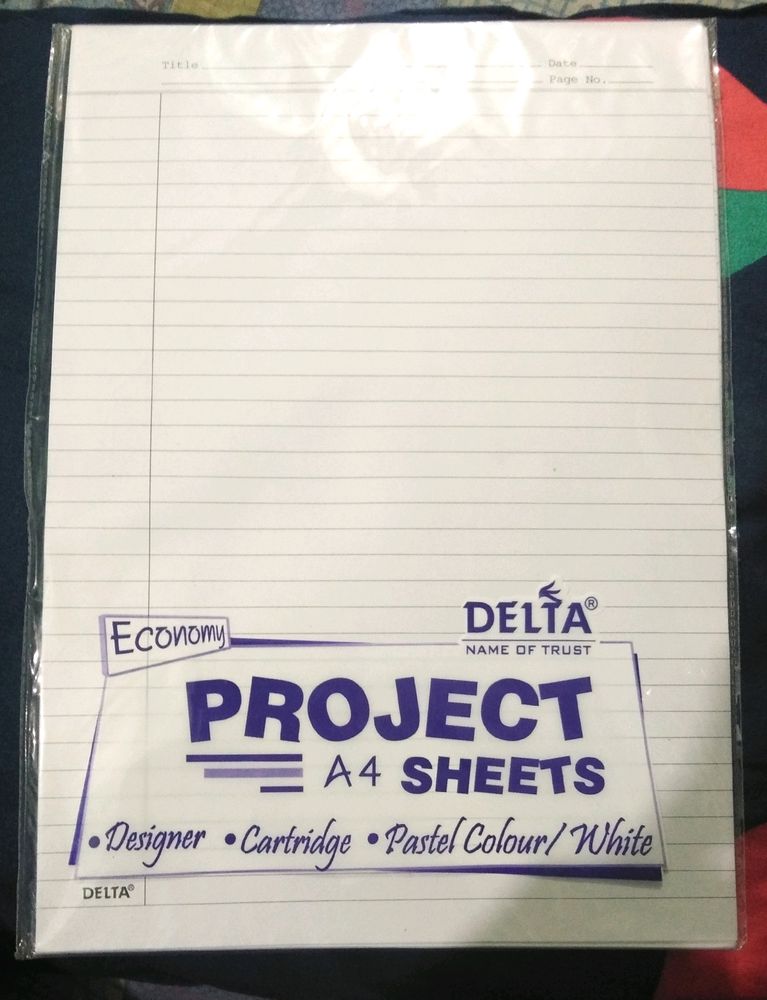 Title Date
Page No.
Economy
DELTA®
NAME OF TRUST
PROJECT
A4 SHEETS
• Designer • Cartridge • Pastel Colour/ White
DELTA®